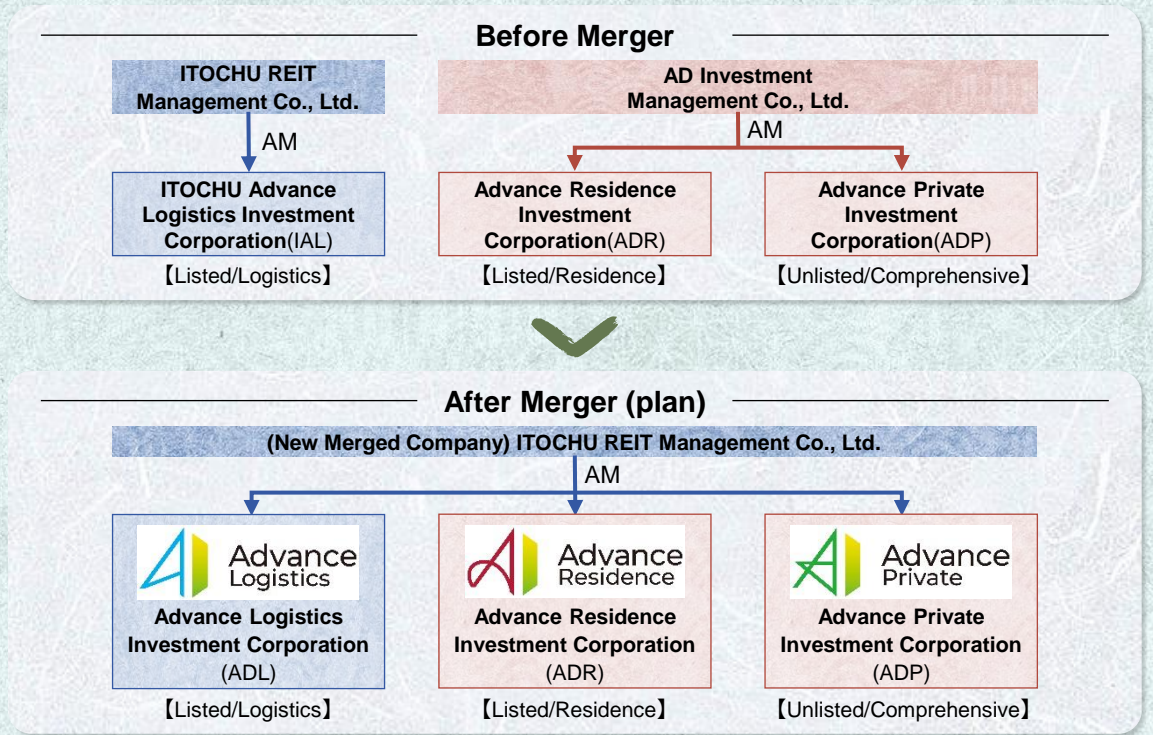 Before Merger
ITOCHU REIT
Management Co., Ltd.
AD Investment
Management Co., Ltd.
AM
AM
ITOCHU Advance
Logistics Investment
Corporation(IAL)
Advance Residence
Investment
Corporation(ADR)
Advance Private
Investment
Corporation(ADP)
【Listed/Logistics】
【Listed/Residence】
【Unlisted/Comprehensive】
After Merger (plan)
(New Merged Company) ITOCHU REIT Management Co., Ltd.
AM
Advance
Logistics
Advance
Residence
Advance
Private
Advance Logistics
Investment Corporation
(ADL)
Advance Residence
Investment Corporation
(ADR)
Advance Private
Investment Corporation
(ADP)
【Listed/Logistics】
【Listed/Residence】
【Unlisted/Comprehensive】